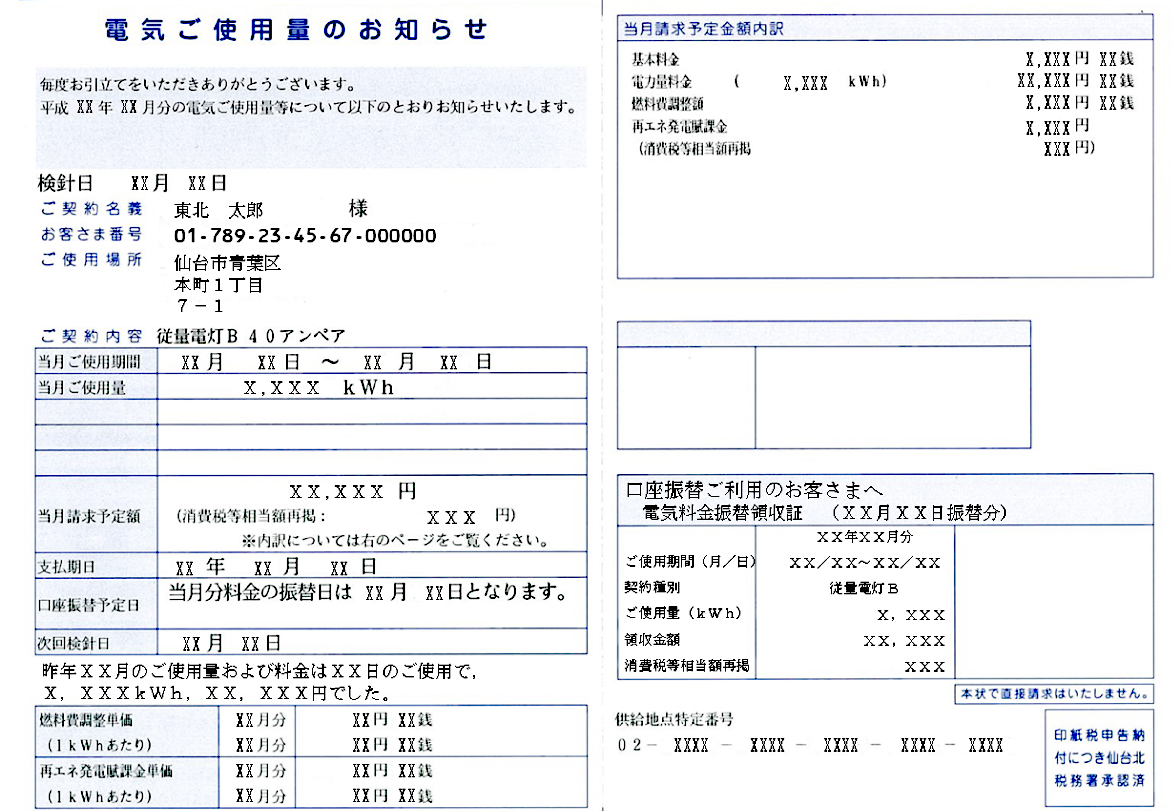 電気ご使用量のお知らせ
毎度お引立てをいただきありがとうございます。
平成 XX 年 XX 月分の電気ご使用量等について以下のとおりお知らせいたします。
検針日 XX月 XX日
ご契約名義 東北 太郎 様
お客さま番号 01-789-23-45-67-000000
ご使用場所 仙台市青葉区
本町1丁目
7-1
ご契約内容 従量電灯B 40アンペア
当月ご使用期間 XX月 XX日 ~ XX 月 XX 日
当月ご使用量 X,XXX kWh
XX,XXX 円
当月請求予定額 (消費税等相当額再掲: XXX 円)
※内訳については右のページをご覧ください。
支払期日 XX 年 XX 月 XX 日
口座振替予定日 当月分料金の振替日は XX月 XX日となります。
次回検針日 XX月 XX日
昨年XX月のご使用量および料金はXX日のご使用で,
X, XXXkWh, XX, XXX円でした。
燃料費調整単価 XX月分 XX円 XX銭
(1kWhあたり) XX月分 XX円 XX銭
再エネ発電賦課金単価 XX月分 XX円 XX銭
(1kWhあたり) XX月分 XX円 XX銭
当月請求予定金額内訳
基本料金 X,XXX円 XX銭
電力量料金 ( X,XXX kWh) XX,XXX円 XX銭
燃料費調整額 X,XXX円 XX銭
再エネ発電賦課金 X,XXX円
(消費税等相当額再掲 XXX円)
口座振替ご利用のお客さまへ
電気料金振替領収証 (XX月XX日振替分)
XX年XX月分
ご使用期間(月/日) XX/XX~XX/XX
契約種別 従量電灯B
ご使用量(kWh) X, XXX
領収金額 XX, XXX
消費税等相当額再掲 XXX
本状で直接請求はいたしません。
供給地点特定番号
02- XXXX - XXXX - XXXX - XXXX - XXXX
印紙税申告納
付につき仙台北
税務署承認済